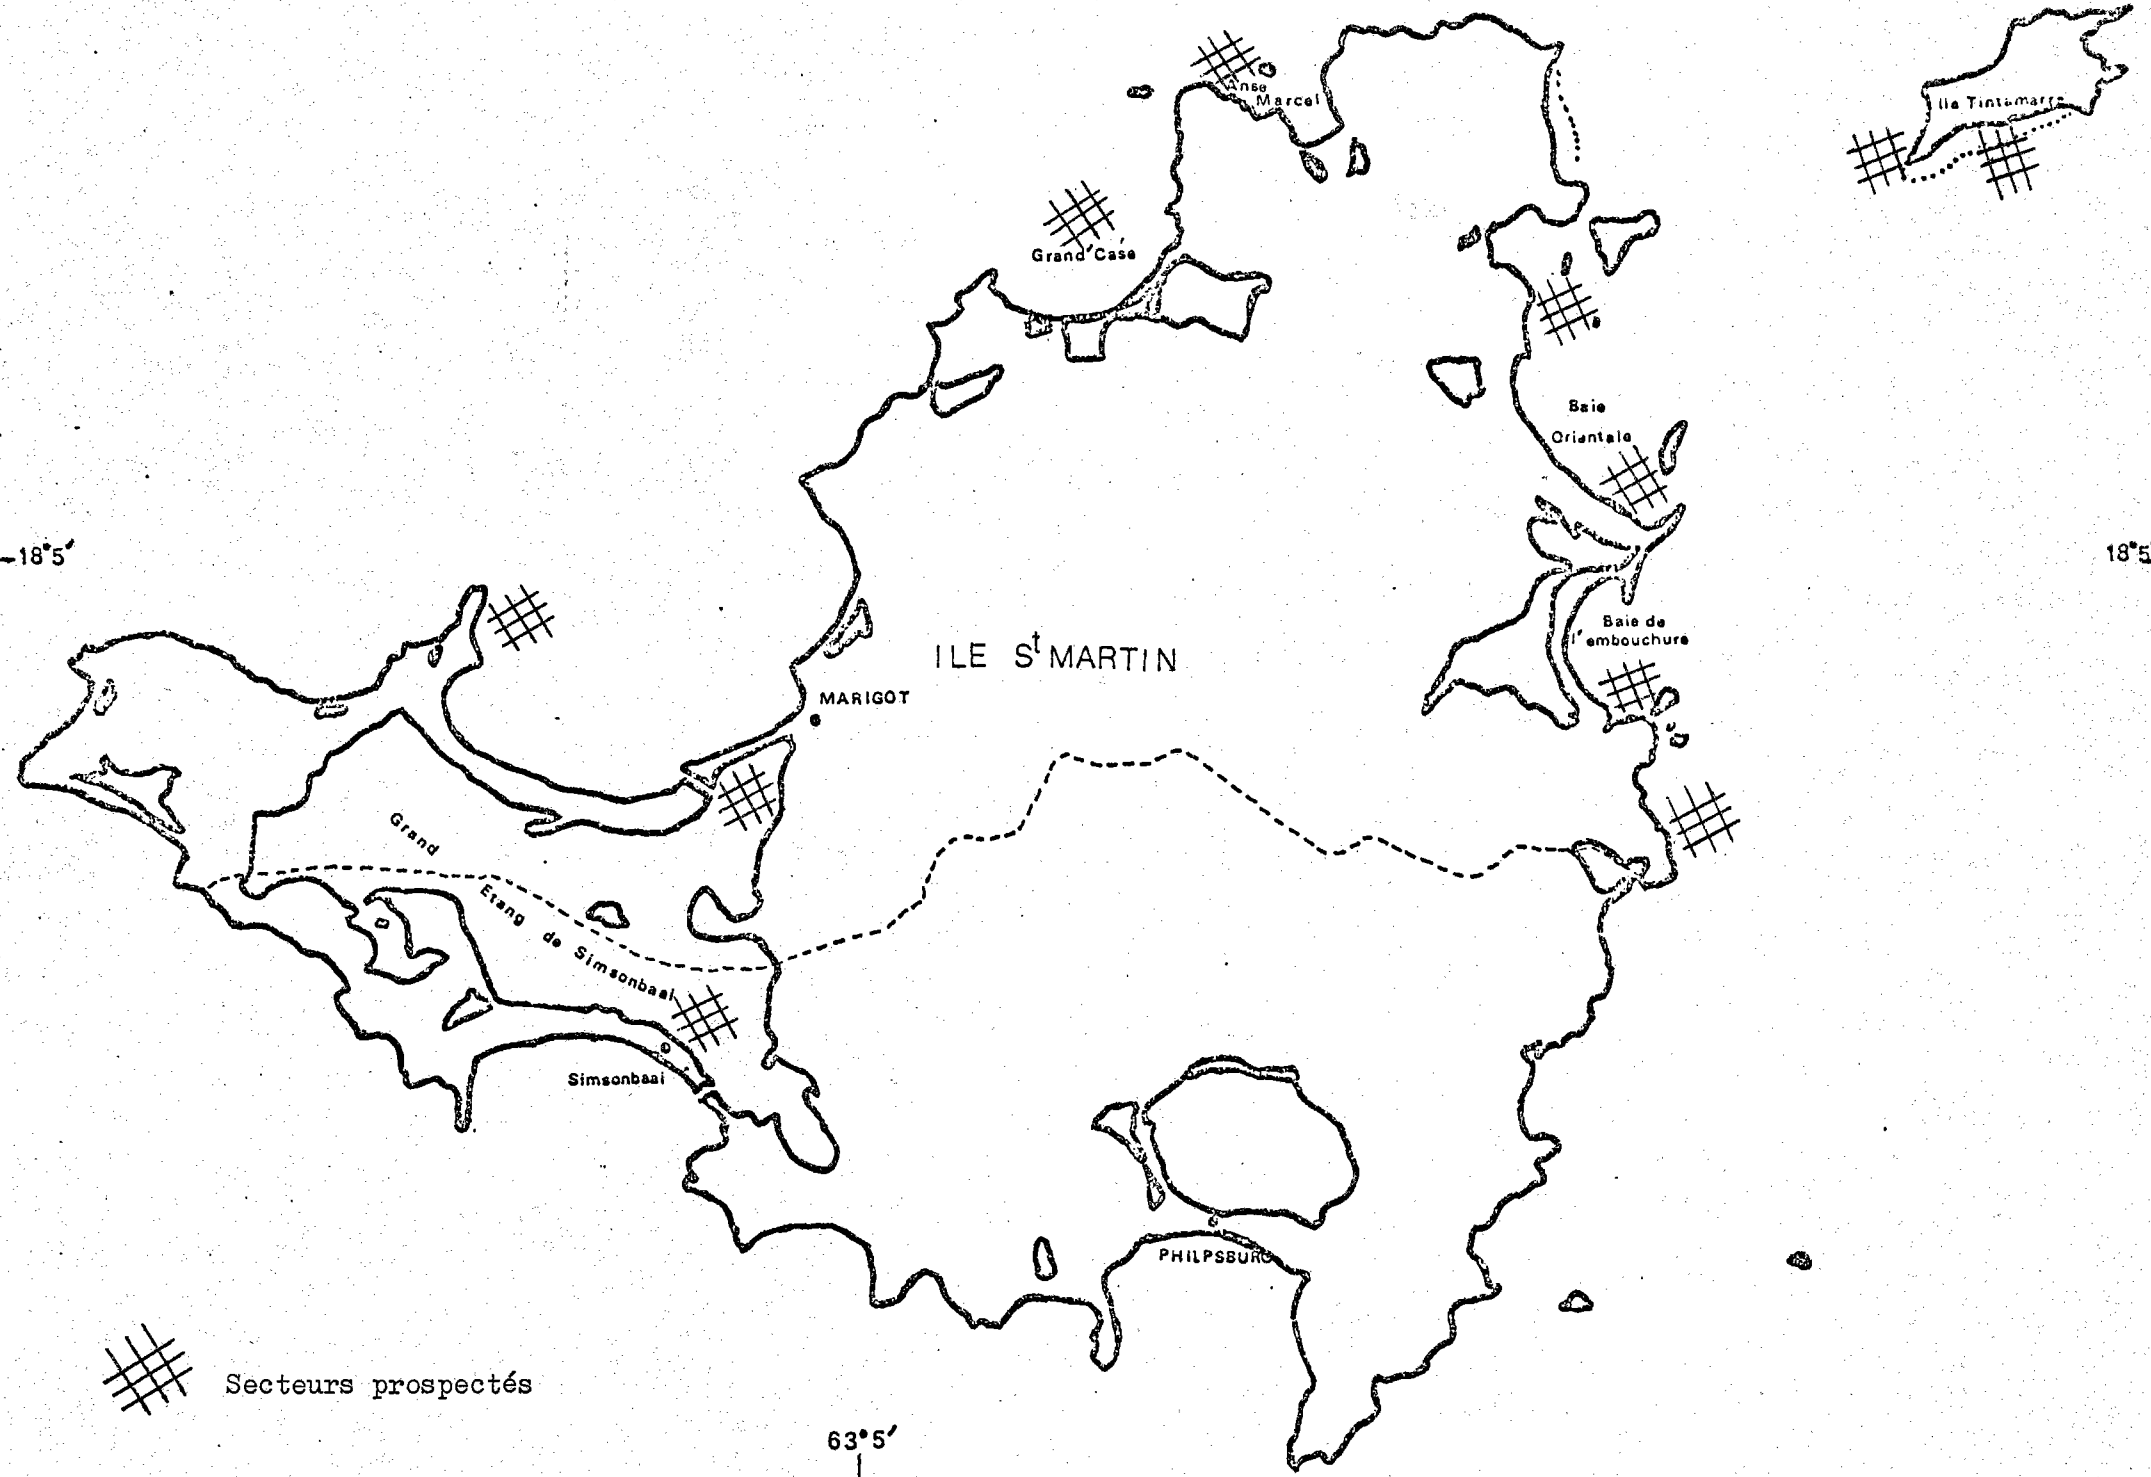 Anse
Marcel
Ile Tintamarre
Grand'Case
Baie
Orientale
18°5'
18°5
Baie de
l'embouchure
ILE St MARTIN
MARIGOT
Grand
Etang de Simsonbaai
Simsonbaai
PHILPSBURG
Secteurs prospectés
63°5'